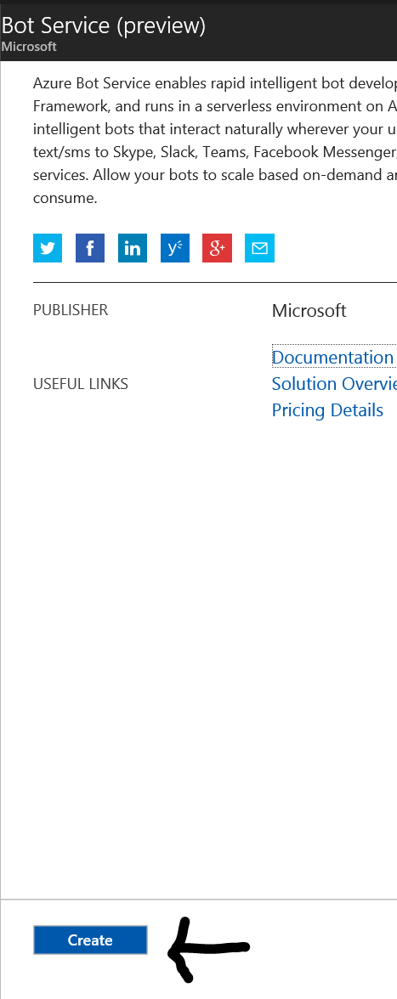 Bot Service (preview)
Microsoft
Azure Bot Service enables rapid intelligent bot develop
Framework, and runs in a serverless environment on A
intelligent bots that interact naturally wherever your u
text/sms to Skype, Slack, Teams, Facebook Messenger,
services. Allow your bots to scale based on-demand a
consume.
f in y g+
PUBLISHER Microsoft
Documentation
USEFUL LINKS Solution Overvie
Pricing Details
Create